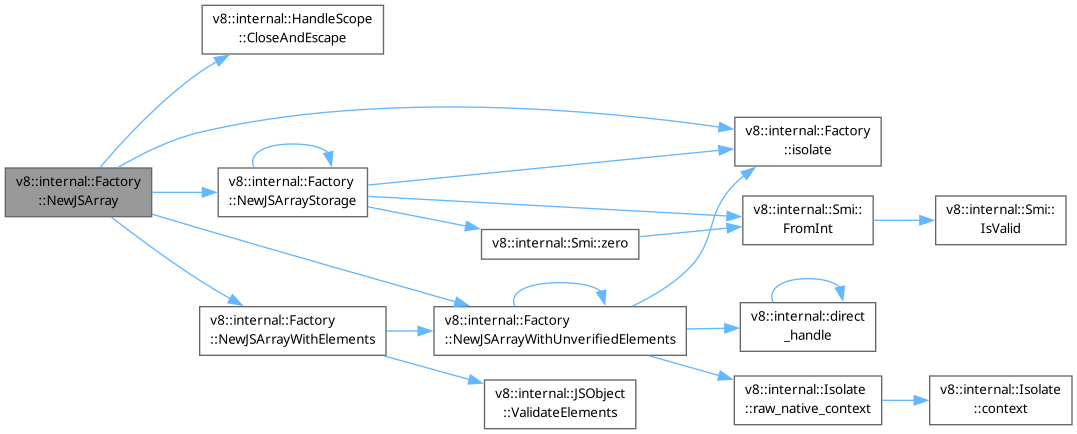 v8::internal::HandleScope
::CloseAndEscape
v8::internal::Factory
::isolate
v8::internal::Factory
::NewJSArray
v8::internal::Factory
::NewJSArrayStorage
v8::internal::Smi::
FromInt
v8::internal::Smi::
IsValid
v8::internal::Smi::zero
v8::internal::Factory
::NewJSArrayWithElements
v8::internal::Factory
::NewJSArrayWithUnverifiedElements
v8::internal::direct
_handle
v8::internal::JSObject
::ValidateElements
v8::internal::Isolate
::raw_native_context
v8::internal::Isolate
::context